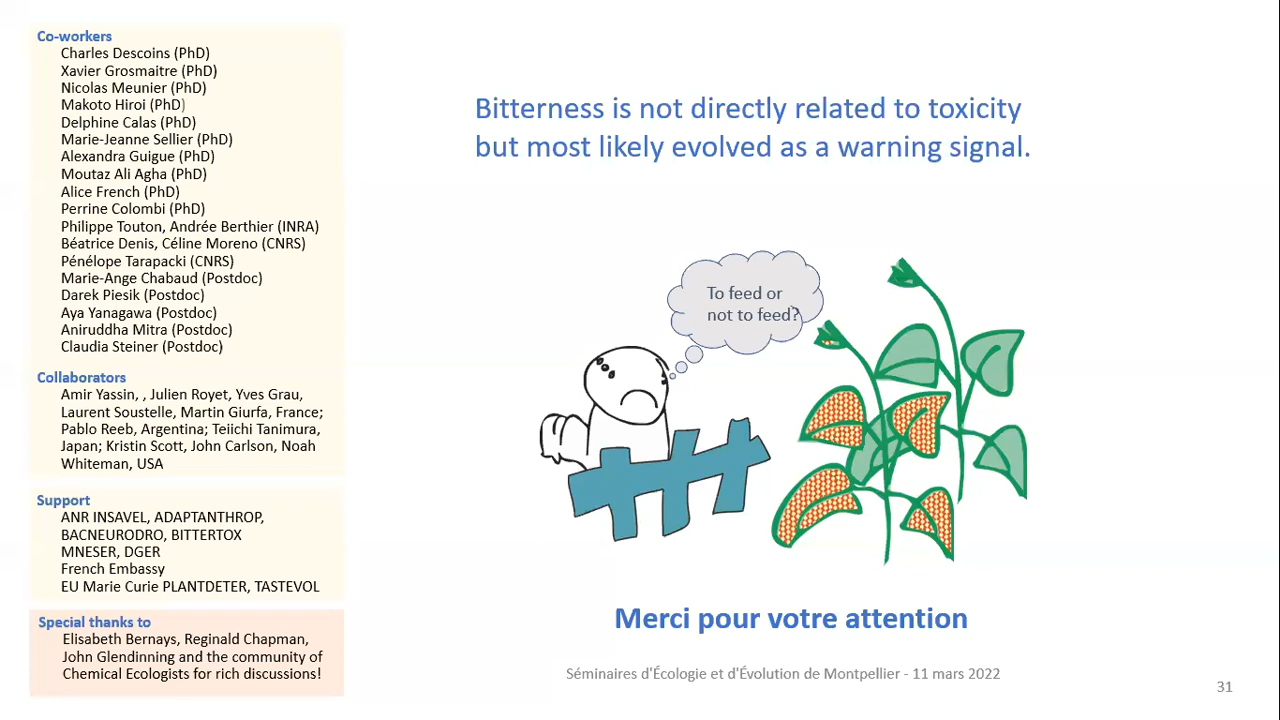 Co-workers
Charles Descoins (PhD)
Xavier Grosmaitre (PhD)
Nicolas Meunier (PhD)
Makoto Hiroi (PhD)
Delphine Calas (PhD)
Marie-Jeanne Sellier (PhD)
Alexandra Guigue (PhD)
Moutaz Ali Agha (PhD)
Alice French (PhD)
Perrine Colombi (PhD)
Philippe Touton, Andrée Berthier (INRA)
Béatrice Denis, Céline Moreno (CNRS)
Pénélope Tarapacki (CNRS)
Marie-Ange Chabaud (Postdoc)
Darek Piesik (Postdoc)
Aya Yanagawa (Postdoc)
Aniruddha Mitra (Postdoc)
Claudia Steiner (Postdoc)
Collaborators
Amir Yassin, , Julien Royet, Yves Grau,
Laurent Soustelle, Martin Giurfa, France;
Pablo Reeb, Argentina; Teiichi Tanimura,
Japan; Kristin Scott, John Carlson, Noah
Whiteman, USA
Support
ANR INSAVEL, ADAPTANTHROP,
BACNEURODRO, BITTERTOX
MNESER, DGER
French Embassy
EU Marie Curie PLANTDETER, TASTEVOL
Special thanks to
Elisabeth Bernays, Reginald Chapman,
John Glendinning and the community of
Chemical Ecologists for rich discussions!
Bitterness is not directly related to toxicity
but most likely evolved as a warning signal.
To feed or
not to feed?
Merci pour votre attention
Séminaires d'Écologie et d'Évolution de Montpellier - 11 mars 2022
31